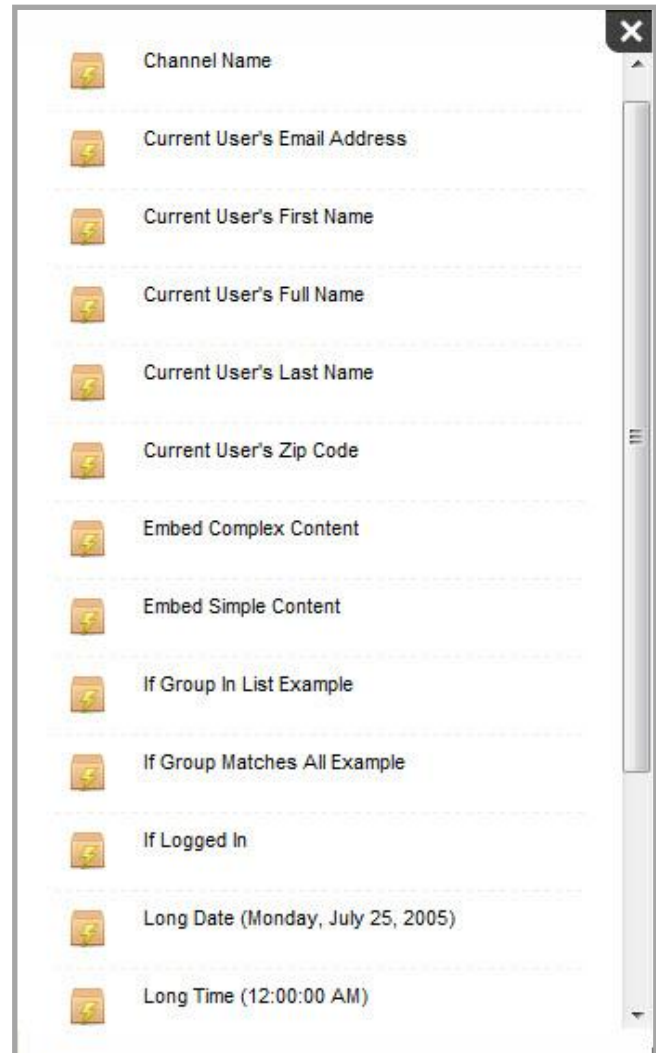 Channel Name
Current User's Email Address
Current User's First Name
Current User's Full Name
Current User's Last Name
Current User's Zip Code
Embed Complex Content
Embed Simple Content
If Group In List Example
If Group Matches All Example
If Logged In
Long Date (Monday, July 25, 2005)
Long Time (12:00:00 AM)